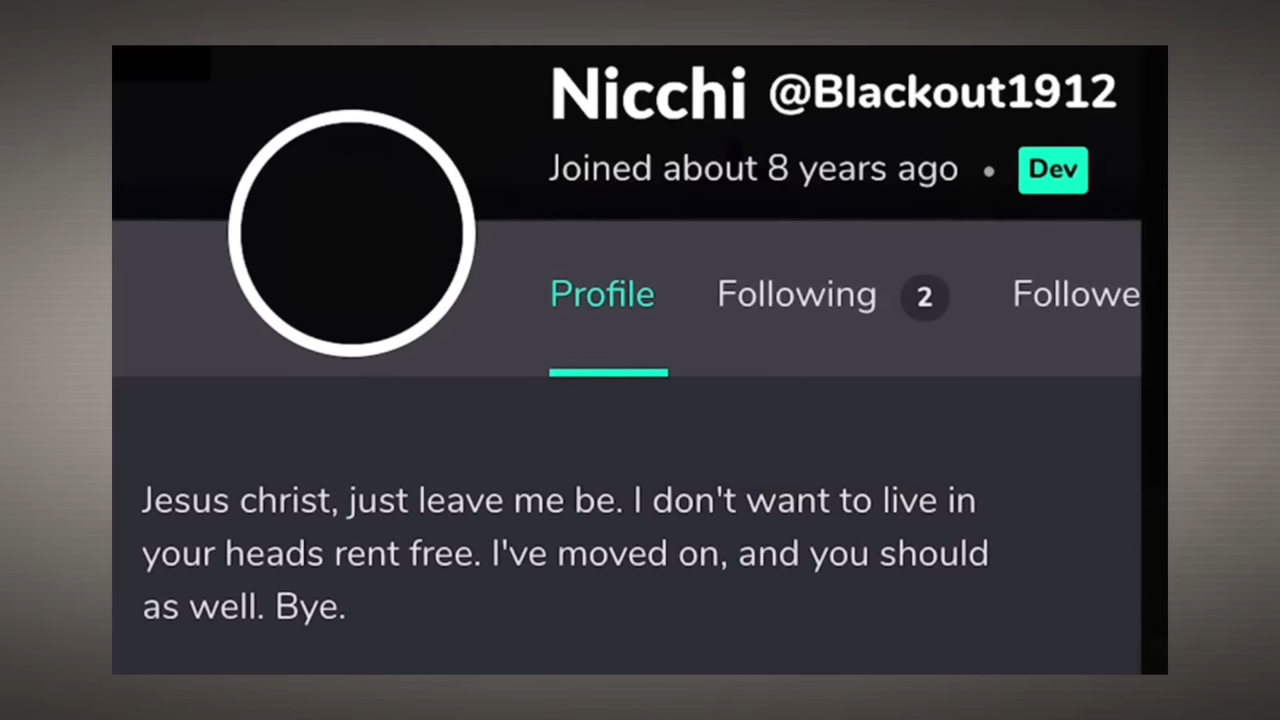 Nicchi @Blackout1912
Joined about 8 years ago • Dev
Profile Following 2 Followe
Jesus christ, just leave me be. I don't want to live in
your heads rent free. I've moved on, and you should
as well. Bye.